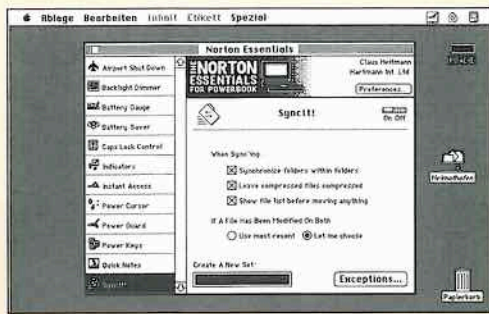 Ablage Bearbeiten Inhalt Etikett Spezial
Norton Essentials
THE NORTON ESSENTIALS FOR POWERBOOK
Claus Hartmann
Hartmann Int. Ltd
Preferences...
Airport Shut Down
Backlight Dimmer
Battery Gauge
Battery Saver
Caps Lock Control
Indicators
Instant Access
Power Cursor
Power Guard
Power Keys
Quick Notes
SyncIt!
SyncIt!
On Off
When Sync'ing
Synchronize folders within folders
Leave compressed files compressed
Show file list before moving anything
If A File Has Been Modified On Both
Use most recent
Let me choose
Create A New Set:
Exceptions...
Papierkorb